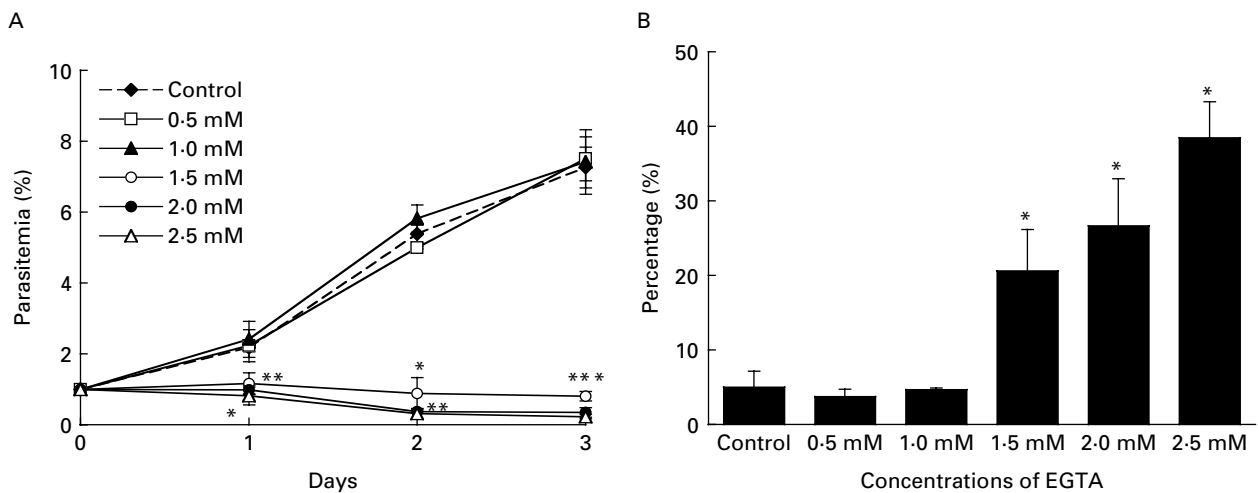 A
Parasitemia (%)
10
8
6
4
2
0
Control
0·5 mM
1·0 mM
1·5 mM
2·0 mM
2·5 mM
**
*
*
**
***
0 1 2 3
Days
B
Percentage (%)
50
40
30
20
10
0
*
*
*
Control 0·5 mM 1·0 mM 1·5 mM 2·0 mM 2·5 mM
Concentrations of EGTA